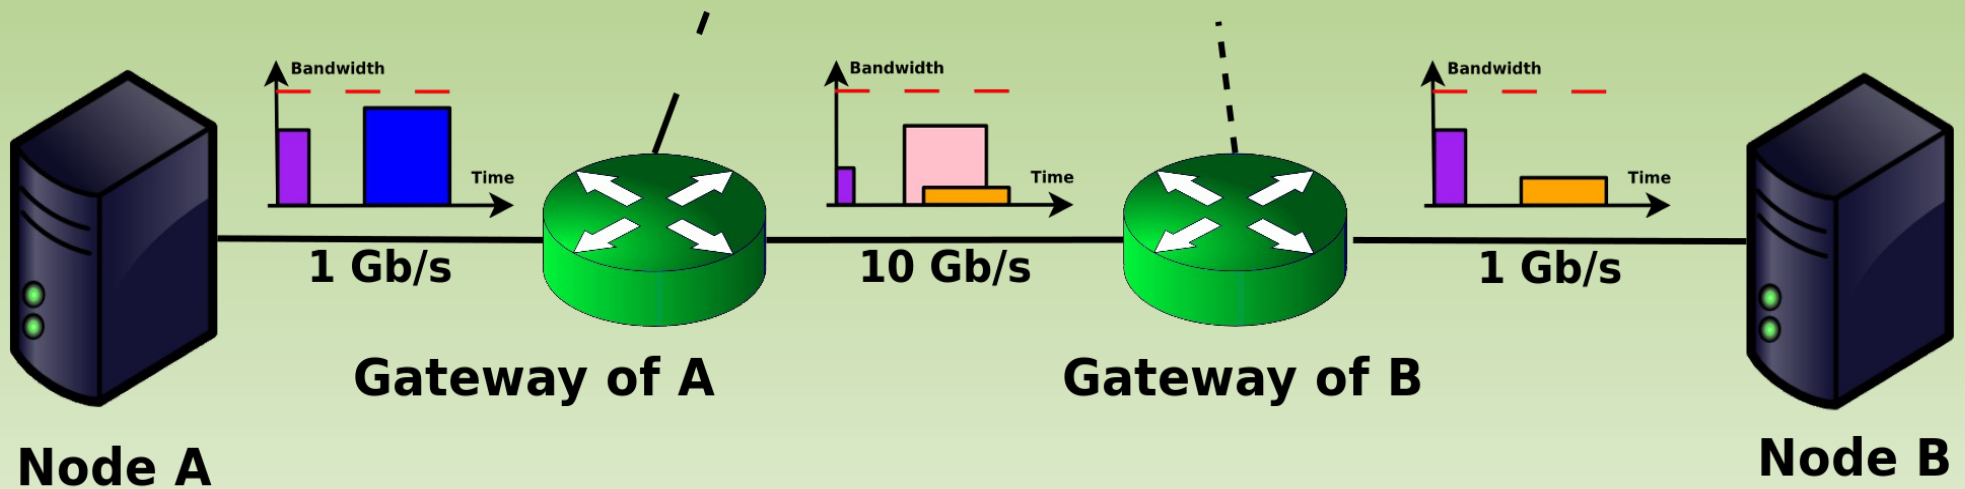 Bandwidth
Time
Bandwidth
Time
Bandwidth
Time
1 Gb/s
10 Gb/s
1 Gb/s
Gateway of A
Gateway of B
Node A
Node B